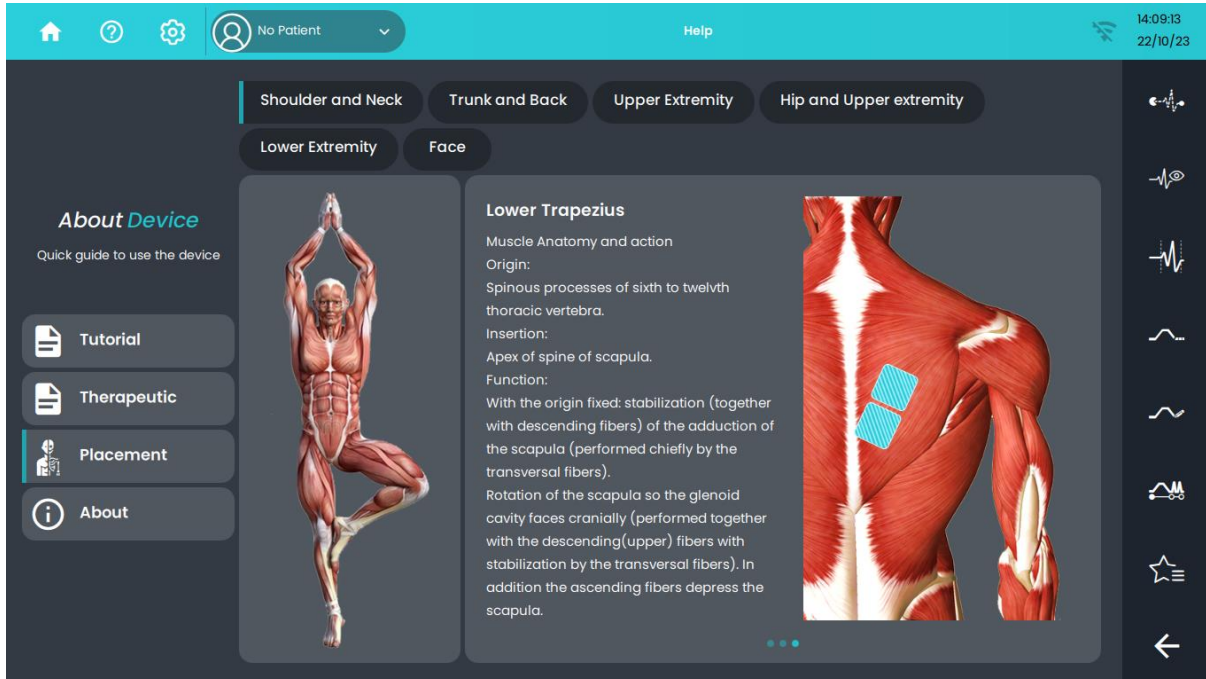 No Patient
Help
14:09:13
22/10/23
Shoulder and Neck
Trunk and Back
Upper Extremity
Hip and Upper extremity
Lower Extremity
Face
About Device
Quick guide to use the device
Tutorial
Therapeutic
Placement
About
Lower Trapezius
Muscle Anatomy and action
Origin:
Spinous processes of sixth to twelvth
thoracic vertebra.
Insertion:
Apex of spine of scapula.
Function:
With the origin fixed: stabilization (together
with descending fibers) of the adduction of
the scapula (performed chiefly by the
transversal fibers).
Rotation of the scapula so the glenoid
cavity faces cranially (performed together
with the descending(upper) fibers with
stabilization by the transversal fibers). In
addition the ascending fibers depress the
scapula.